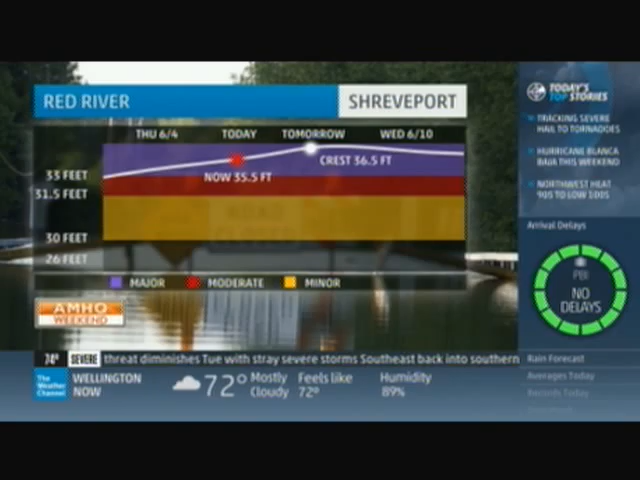 RED RIVER
SHREVEPORT
THU 6/4 TODAY TOMORROW WED 6/10
CREST 36.5 FT
NOW 35.5 FT
33 FEET
31.5 FEET
30 FEET
26 FEET
MAJOR MODERATE MINOR
AMHQ
WEEKEND
TODAY'S
TOP STORIES
TRACKING SEVERE
HAIL TO TORNADOES
HURRICANE BLANCA
BAJA THIS WEEKEND
NORTHWEST HEAT
90S TO LOW 100S
Arrival Delays
PBI
NO
DELAYS
Rain Forecast
Averages Today
Records Today
74° SEVERE threat diminishes Tue with stray severe storms Southeast back into southern
The
Weather
Channel
WELLINGTON
NOW
72°
Mostly
Cloudy
Feels like
72°
Humidity
89%